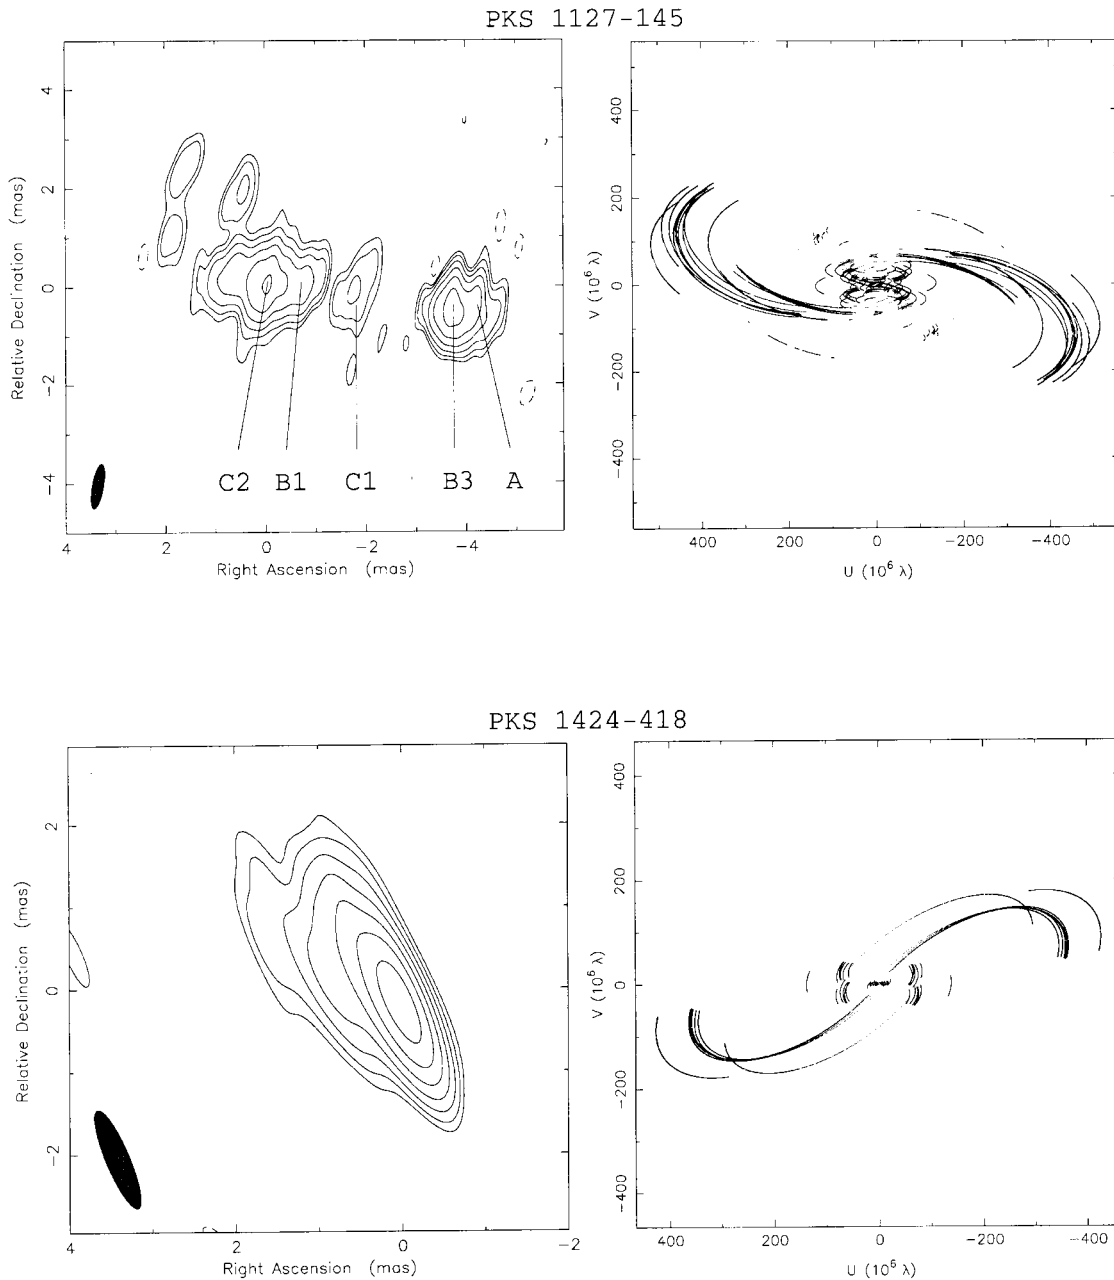 PKS 1127-145
4
2
0
-2
-4
Relative Declination (mas)
C2 B1 C1 B3 A
4 2 0 -2 -4
Right Ascension (mas)
400
200
0
-200
-400
V (10⁶ λ)
400 200 0 -200 -400
U (10⁶ λ)
PKS 1424-418
2
0
-2
Relative Declination (mas)
4 2 0 -2
Right Ascension (mas)
400
200
0
-200
-400
V (10⁶ λ)
400 200 0 -200 -400
U (10⁶ λ)